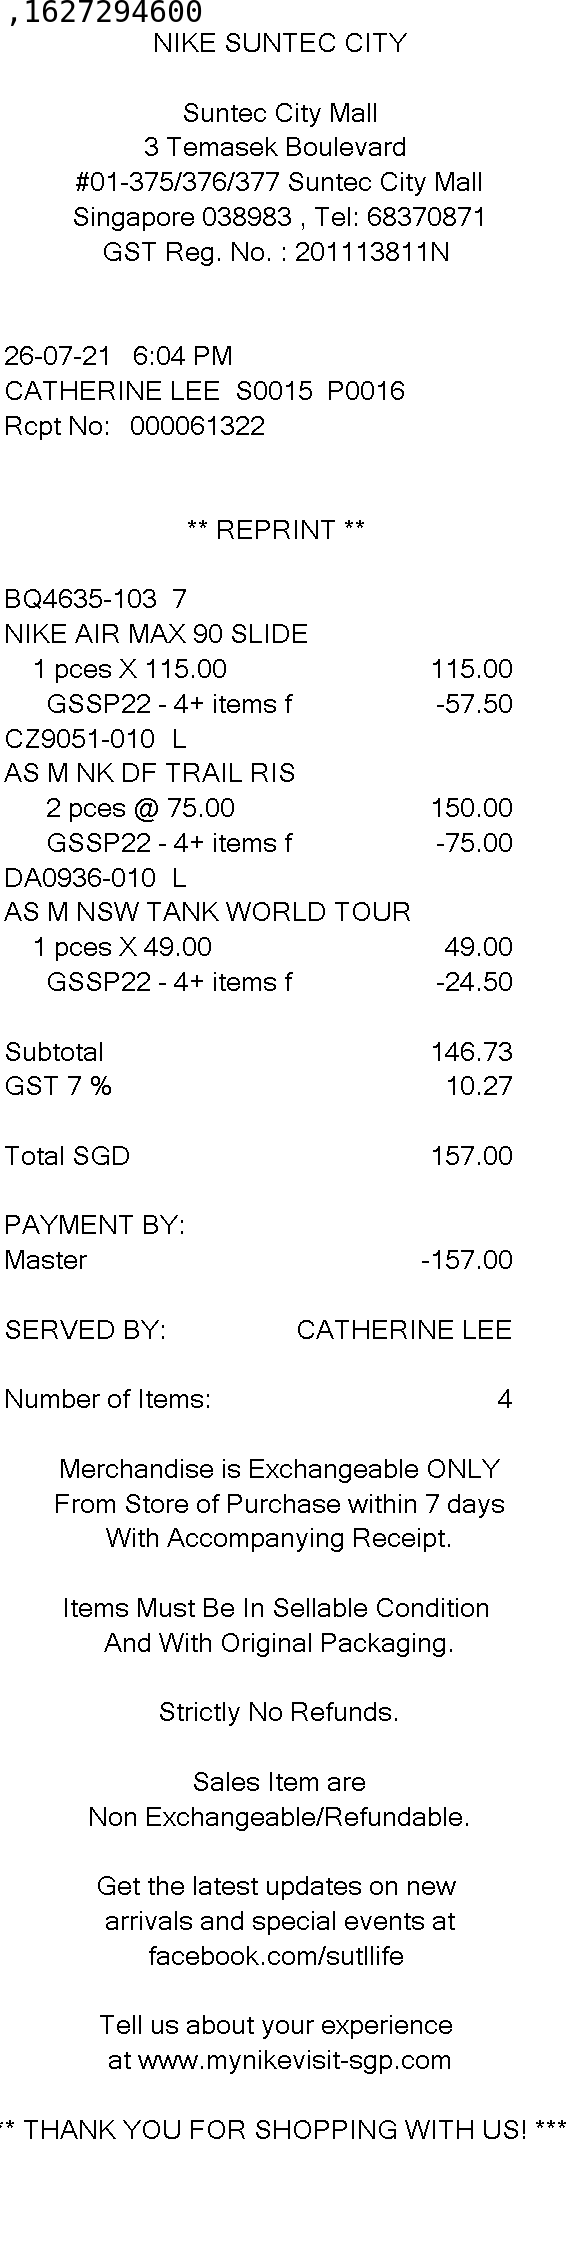 ,1627294600
NIKE SUNTEC CITY
Suntec City Mall
3 Temasek Boulevard
#01-375/376/377 Suntec City Mall
Singapore 038983 , Tel: 68370871
GST Reg. No. : 201113811N
26-07-21 6:04 PM
CATHERINE LEE S0015 P0016
Rcpt No: 000061322
** REPRINT **
BQ4635-103 7
NIKE AIR MAX 90 SLIDE
1 pces X 115.00 115.00
GSSP22 - 4+ items f -57.50
CZ9051-010 L
AS M NK DF TRAIL RIS
2 pces @ 75.00 150.00
GSSP22 - 4+ items f -75.00
DA0936-010 L
AS M NSW TANK WORLD TOUR
1 pces X 49.00 49.00
GSSP22 - 4+ items f -24.50
Subtotal 146.73
GST 7 % 10.27
Total SGD 157.00
PAYMENT BY:
Master -157.00
SERVED BY: CATHERINE LEE
Number of Items: 4
Merchandise is Exchangeable ONLY
From Store of Purchase within 7 days
With Accompanying Receipt.
Items Must Be In Sellable Condition
And With Original Packaging.
Strictly No Refunds.
Sales Item are
Non Exchangeable/Refundable.
Get the latest updates on new
arrivals and special events at
facebook.com/sutllife
Tell us about your experience
at www.mynikevisit-sgp.com
** THANK YOU FOR SHOPPING WITH US! ***